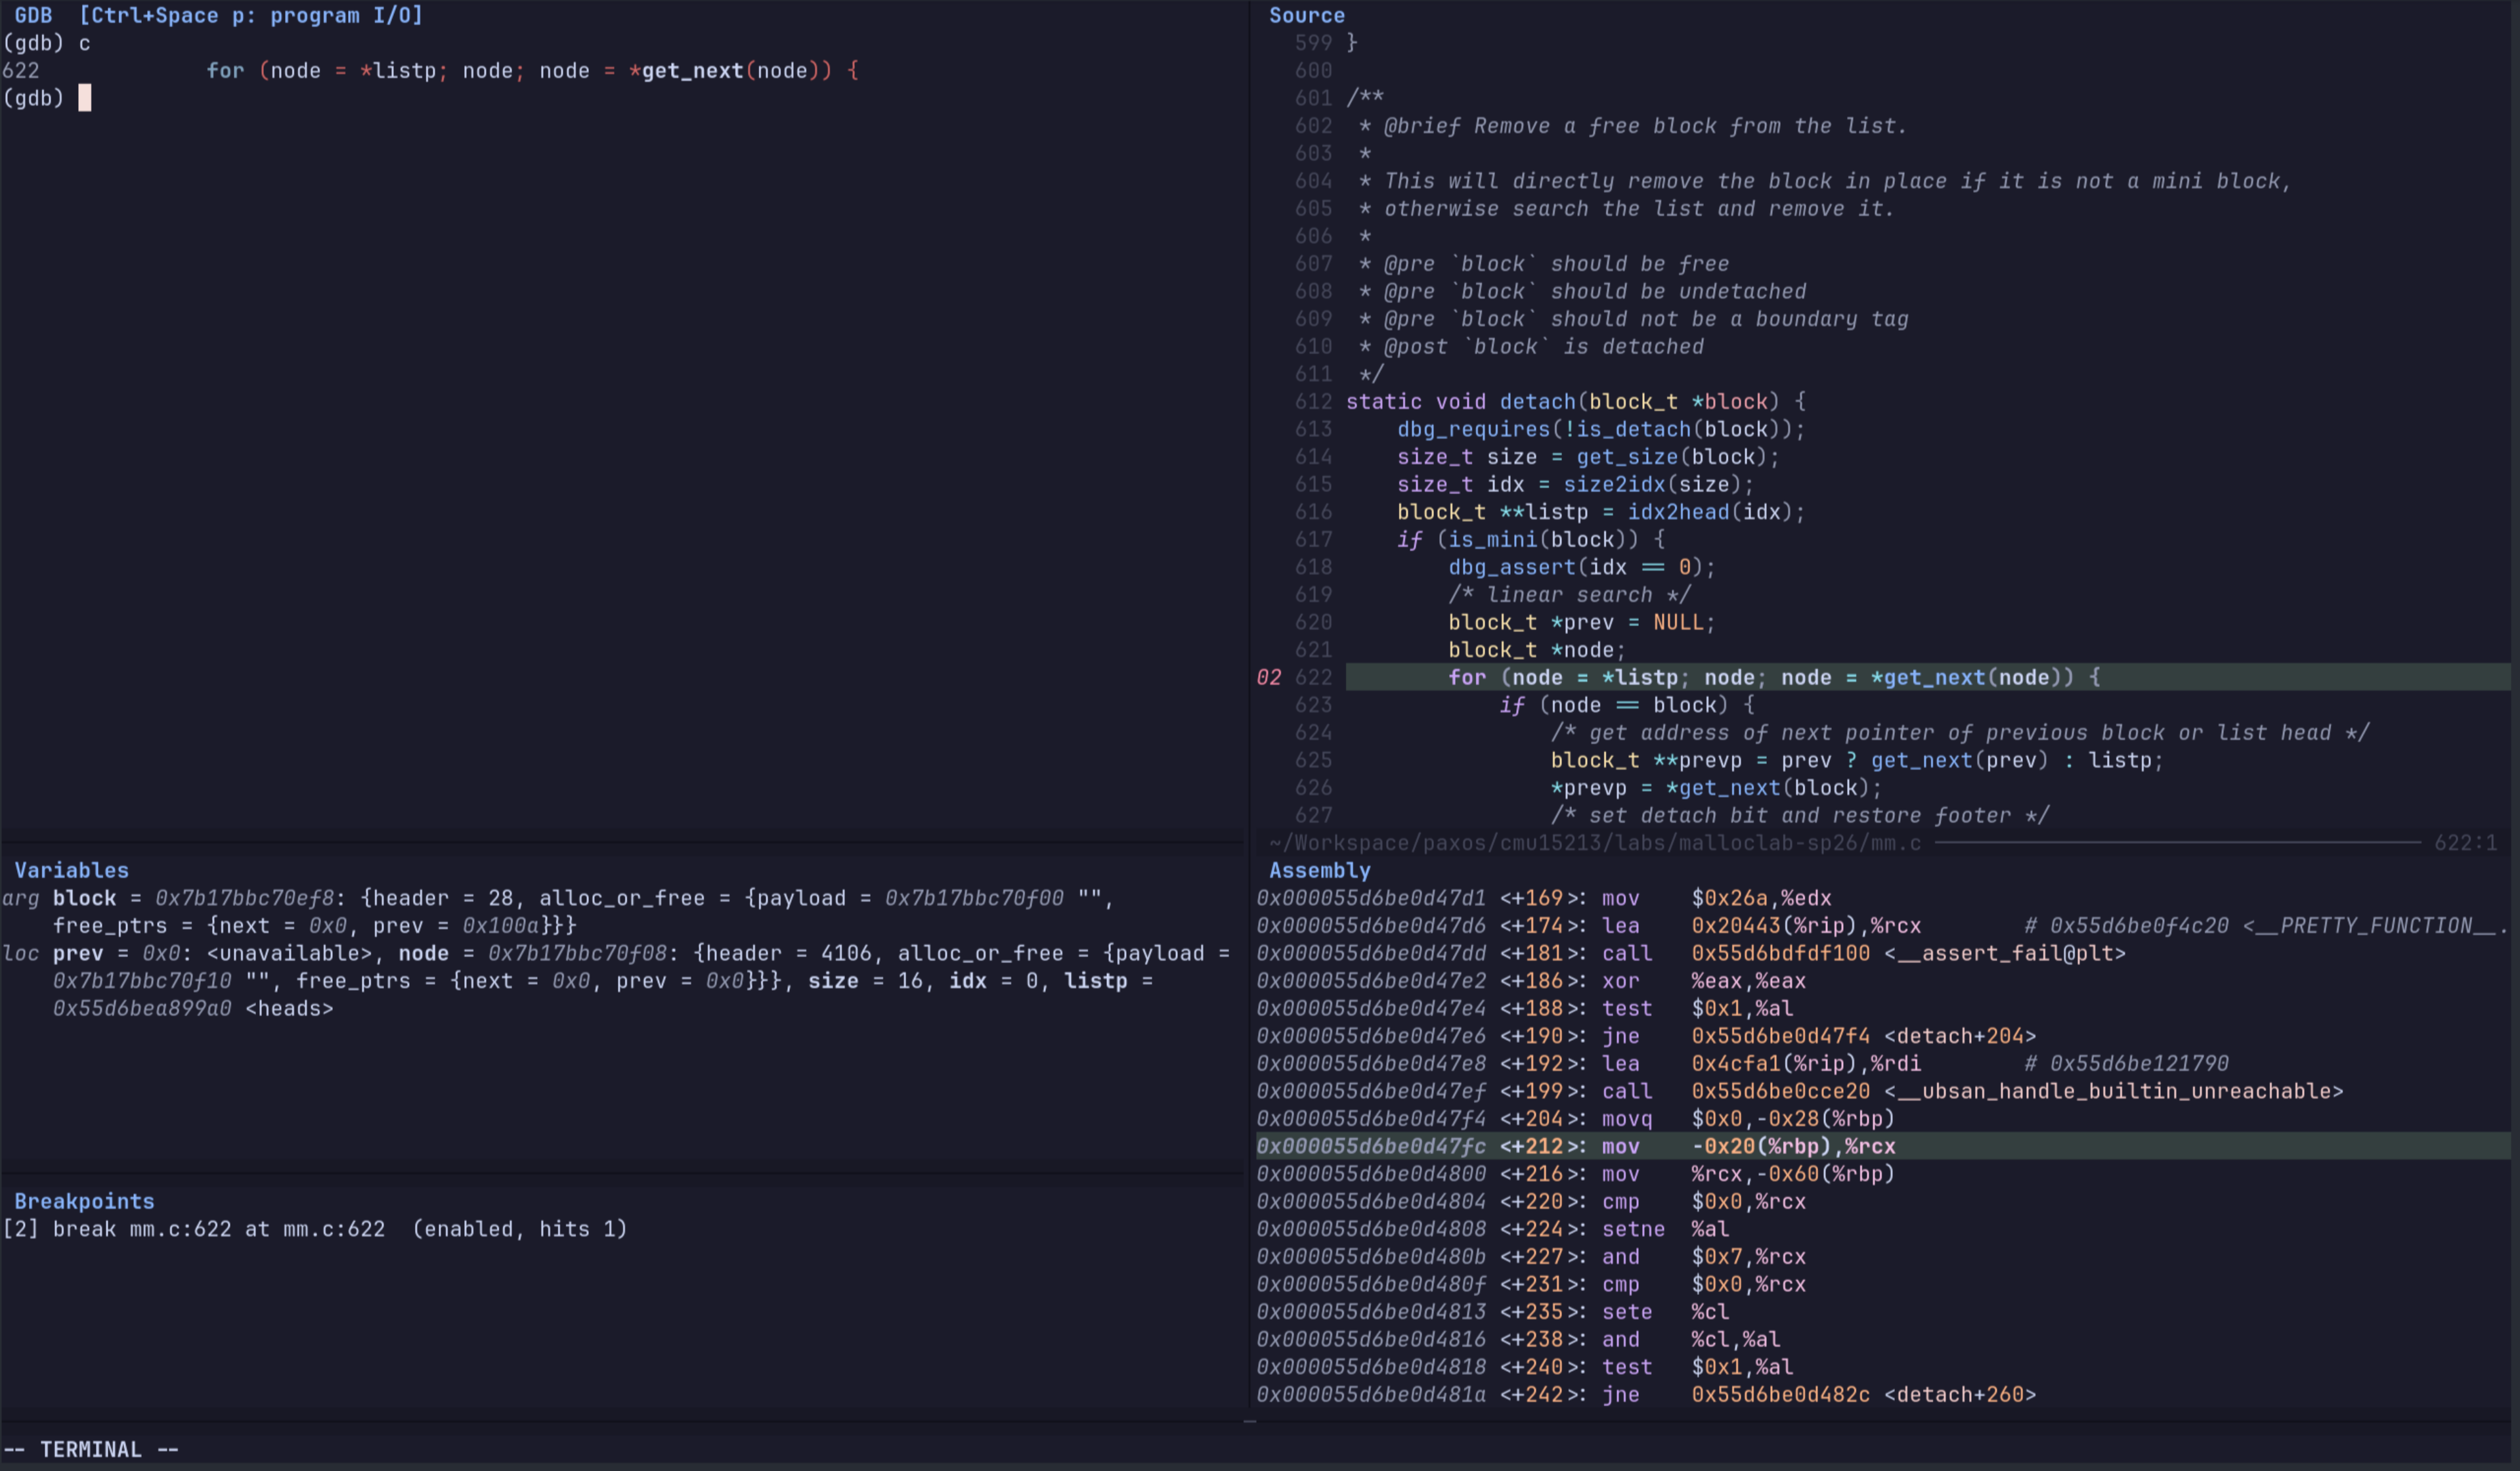 GDB  [Ctrl+Space p: program I/O]
(gdb) c
622             for (node = *listp; node; node = *get_next(node)) {
(gdb)
Variables
arg block = 0x7b17bbc70ef8: {header = 28, alloc_or_free = {payload = 0x7b17bbc70f00 "",
    free_ptrs = {next = 0x0, prev = 0x100a}}}
loc prev = 0x0: <unavailable>, node = 0x7b17bbc70f08: {header = 4106, alloc_or_free = {payload =
    0x7b17bbc70f10 "", free_ptrs = {next = 0x0, prev = 0x0}}}, size = 16, idx = 0, listp =
    0x55d6bea899a0 <heads>
Breakpoints
[2] break mm.c:622 at mm.c:622  (enabled, hits 1)
Source
599 }
600
601 /**
602  * @brief Remove a free block from the list.
603  *
604  * This will directly remove the block in place if it is not a mini block,
605  * otherwise search the list and remove it.
606  *
607  * @pre `block` should be free
608  * @pre `block` should be undetached
609  * @pre `block` should not be a boundary tag
610  * @post `block` is detached
611  */
612 static void detach(block_t *block) {
613     dbg_requires(!is_detach(block));
614     size_t size = get_size(block);
615     size_t idx = size2idx(size);
616     block_t **listp = idx2head(idx);
617     if (is_mini(block)) {
618         dbg_assert(idx == 0);
619         /* linear search */
620         block_t *prev = NULL;
621         block_t *node;
02 622         for (node = *listp; node; node = *get_next(node)) {
623             if (node == block) {
624                 /* get address of next pointer of previous block or list head */
625                 block_t **prevp = prev ? get_next(prev) : listp;
626                 *prevp = *get_next(block);
627                 /* set detach bit and restore footer */
~/Workspace/paxos/cmu15213/labs/malloclab-sp26/mm.c 622:1
Assembly
0x000055d6be0d47d1 <+169>: mov    $0x26a,%edx
0x000055d6be0d47d6 <+174>: lea    0x20443(%rip),%rcx        # 0x55d6be0f4c20 <__PRETTY_FUNCTION__.
0x000055d6be0d47dd <+181>: call   0x55d6bdfdf100 <__assert_fail@plt>
0x000055d6be0d47e2 <+186>: xor    %eax,%eax
0x000055d6be0d47e4 <+188>: test   $0x1,%al
0x000055d6be0d47e6 <+190>: jne    0x55d6be0d47f4 <detach+204>
0x000055d6be0d47e8 <+192>: lea    0x4cfa1(%rip),%rdi        # 0x55d6be121790
0x000055d6be0d47ef <+199>: call   0x55d6be0cce20 <__ubsan_handle_builtin_unreachable>
0x000055d6be0d47f4 <+204>: movq   $0x0,-0x28(%rbp)
0x000055d6be0d47fc <+212>: mov    -0x20(%rbp),%rcx
0x000055d6be0d4800 <+216>: mov    %rcx,-0x60(%rbp)
0x000055d6be0d4804 <+220>: cmp    $0x0,%rcx
0x000055d6be0d4808 <+224>: setne  %al
0x000055d6be0d480b <+227>: and    $0x7,%rcx
0x000055d6be0d480f <+231>: cmp    $0x0,%rcx
0x000055d6be0d4813 <+235>: sete   %cl
0x000055d6be0d4816 <+238>: and    %cl,%al
0x000055d6be0d4818 <+240>: test   $0x1,%al
0x000055d6be0d481a <+242>: jne    0x55d6be0d482c <detach+260>
-- TERMINAL --